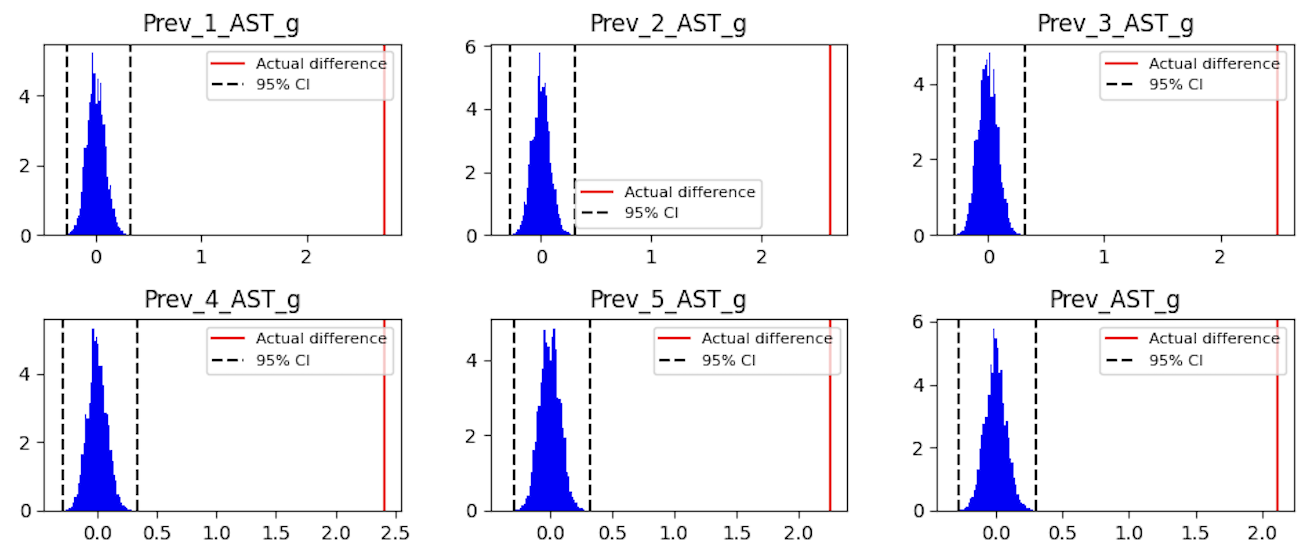 Prev_1_AST_g
Actual difference
95% CI
4
2
0
0 1 2
Prev_2_AST_g
6
4
2
0
Actual difference
95% CI
0 1 2
Prev_3_AST_g
Actual difference
95% CI
4
2
0
0 1 2
Prev_4_AST_g
Actual difference
95% CI
4
2
0
0.0 0.5 1.0 1.5 2.0 2.5
Prev_5_AST_g
Actual difference
95% CI
4
2
0
0.0 0.5 1.0 1.5 2.0
Prev_AST_g
6
Actual difference
95% CI
4
2
0
0.0 0.5 1.0 1.5 2.0